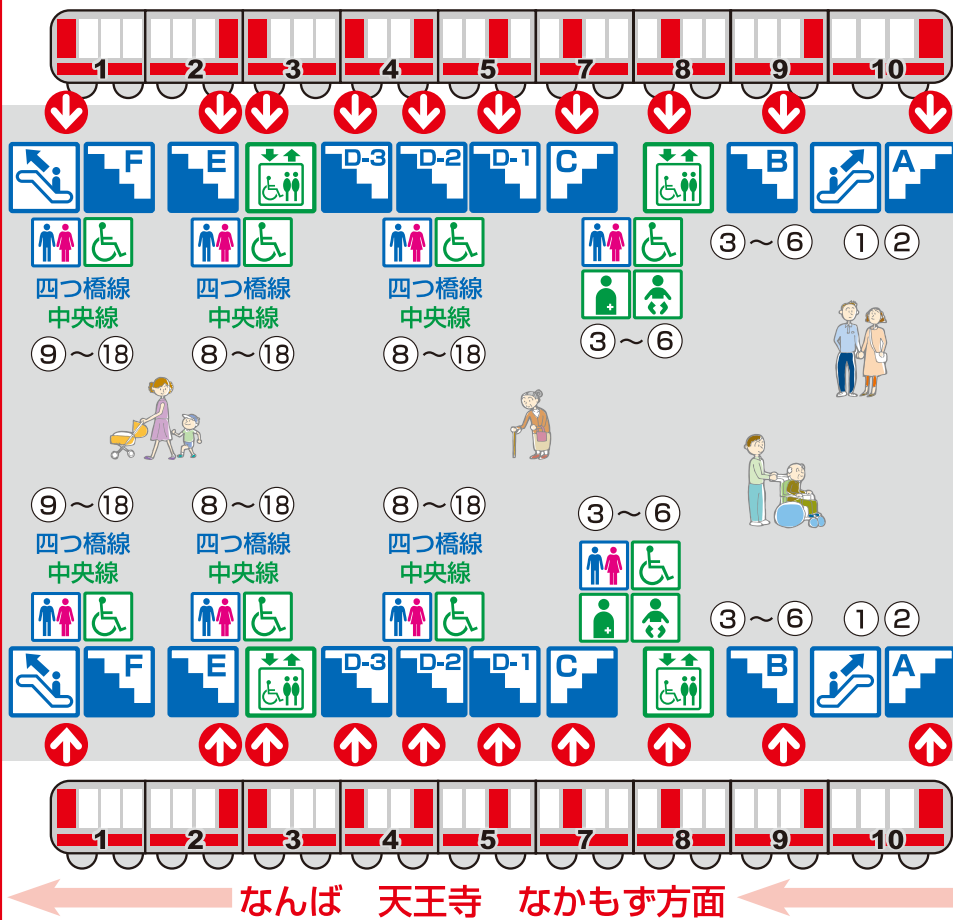 1 2 3 4 5 7 8 9 10
F E D-3 D-2 D-1 C B A
四つ橋線 四つ橋線 四つ橋線 ③～⑥ ①②
中央線 中央線 中央線
⑨～⑱ ⑧～⑱ ⑧～⑱ ③～⑥
⑨～⑱ ⑧～⑱ ⑧～⑱ ③～⑥
四つ橋線 四つ橋線 四つ橋線
中央線 中央線 中央線
③～⑥ ①②
F E D-3 D-2 D-1 C B A
1 2 3 4 5 7 8 9 10
なんば 天王寺 なかもず方面